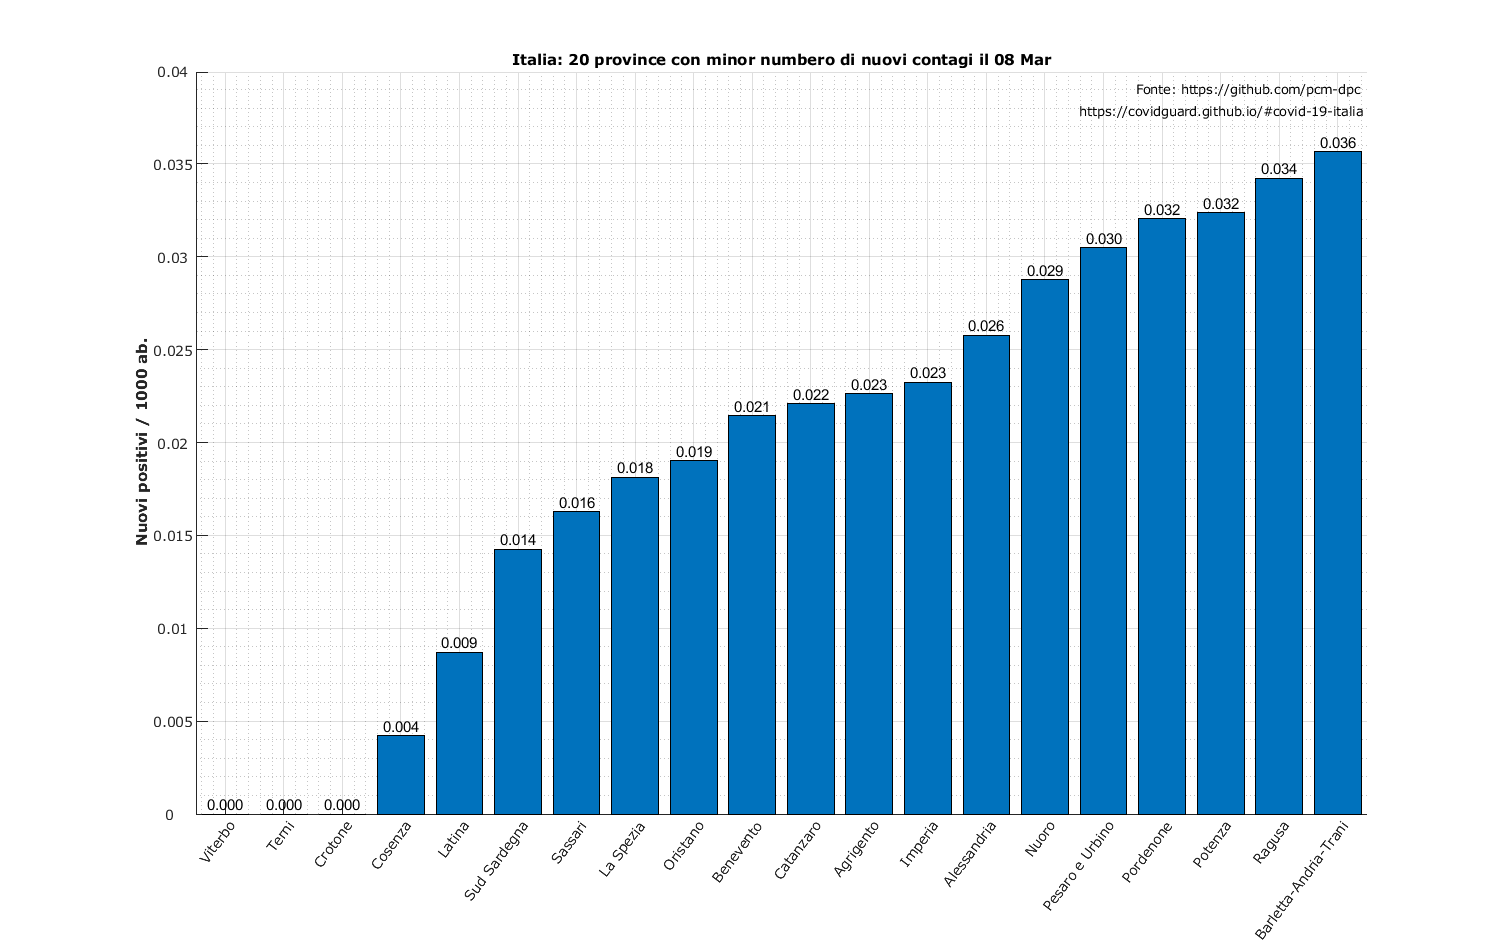 Italia: 20 province con minor numbero di nuovi contagi il 08 Mar
Fonte: https://github.com/pcm-dpc
https://covidguard.github.io/#covid-19-italia
Nuovi positivi / 1000 ab.
0.04
0.035
0.03
0.025
0.02
0.015
0.01
0.005
0
0.000
0.000
0.000
0.004
0.009
0.014
0.016
0.018
0.019
0.021
0.022
0.023
0.023
0.026
0.029
0.030
0.032
0.032
0.034
0.036
Viterbo
Terni
Crotone
Cosenza
Latina
Sud Sardegna
Sassari
La Spezia
Oristano
Benevento
Catanzaro
Agrigento
Imperia
Alessandria
Nuoro
Pesaro e Urbino
Pordenone
Potenza
Ragusa
Barletta-Andria-Trani